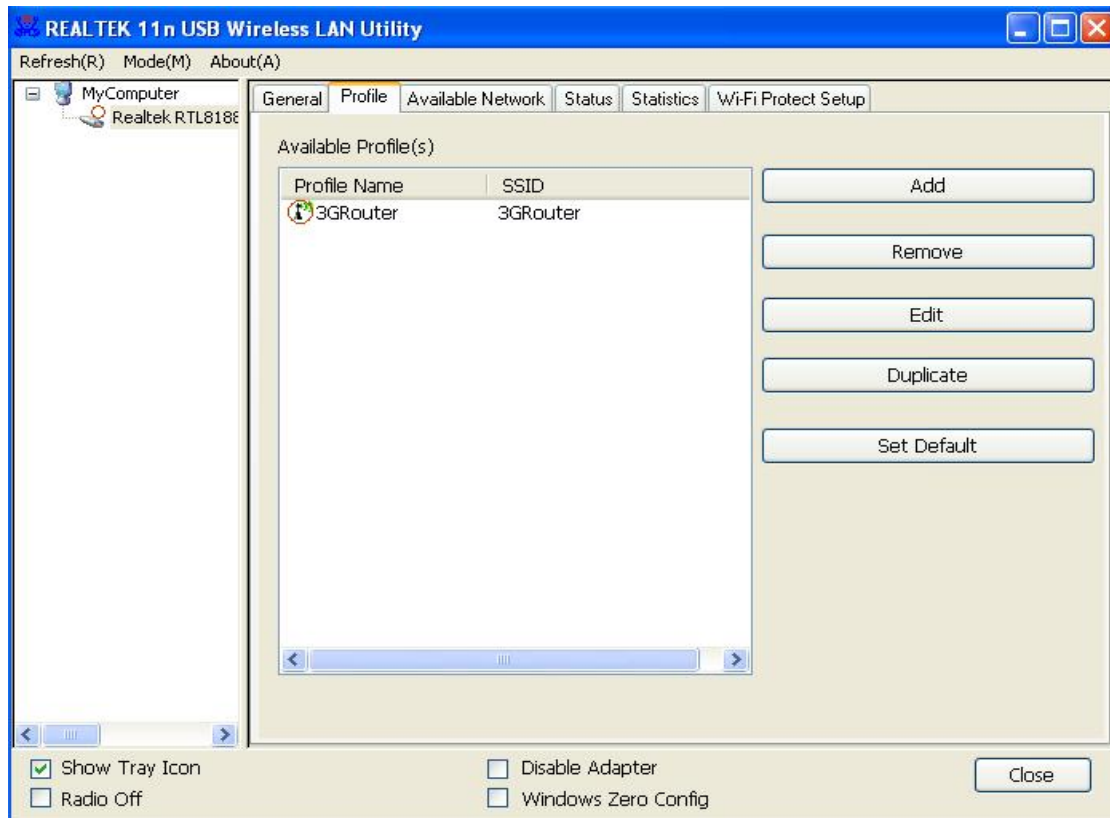 REALTEK 11n USB Wireless LAN Utility
Refresh(R) Mode(M) About(A)
MyComputer
Realtek RTL8188
General Profile Available Network Status Statistics Wi-Fi Protect Setup
Available Profile(s)
Profile Name SSID
3GRouter 3GRouter
Add
Remove
Edit
Duplicate
Set Default
Show Tray Icon
Radio Off
Disable Adapter
Windows Zero Config
Close